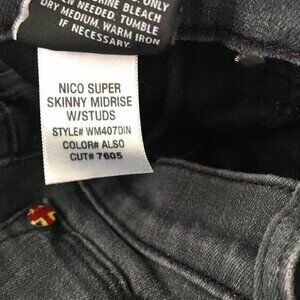 ONLY
RINE BLEACH
NEEDED. TUMBLE
DRY MEDIUM. WARM IRON
IF NECESSARY.
NICO SUPER
SKINNY MIDRISE
W/STUDS
STYLE# WM407DIN
COLOR# ALSO
CUT# 7605